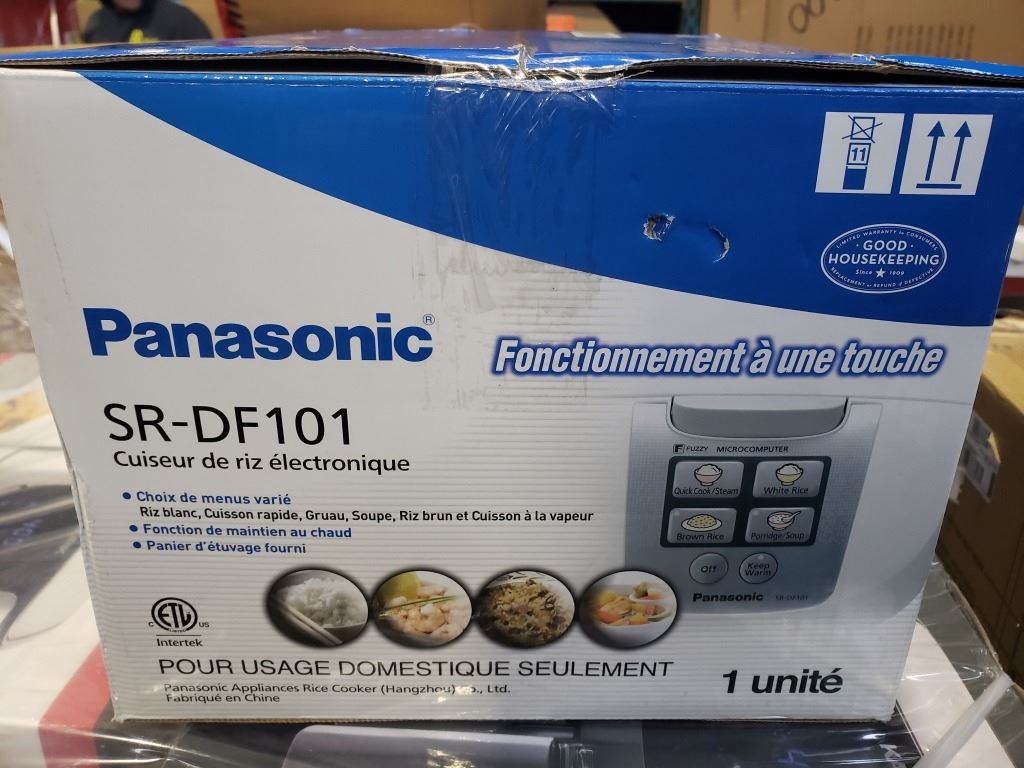 11
LIMITED WARRANTY to CONSUMERS
GOOD
HOUSEKEEPING
Since ★ 1909
REPLACEMENT or REFUND if DEFECTIVE
Panasonic®
Fonctionnement à une touche
SR-DF101
Cuiseur de riz électronique
• Choix de menus varié
Riz blanc, Cuisson rapide, Gruau, Soupe, Riz brun et Cuisson à la vapeur
• Fonction de maintien au chaud
• Panier d'étuvage fourni
F FUZZY MICROCOMPUTER
Quick Cook/Steam
White Rice
Brown Rice
Porridge/Soup
Off
Keep
Warm
Panasonic SR-DF101
C ETL US
LISTED
Intertek
POUR USAGE DOMESTIQUE SEULEMENT
Panasonic Appliances Rice Cooker (Hangzhou) Co., Ltd.
Fabriqué en Chine
1 unité